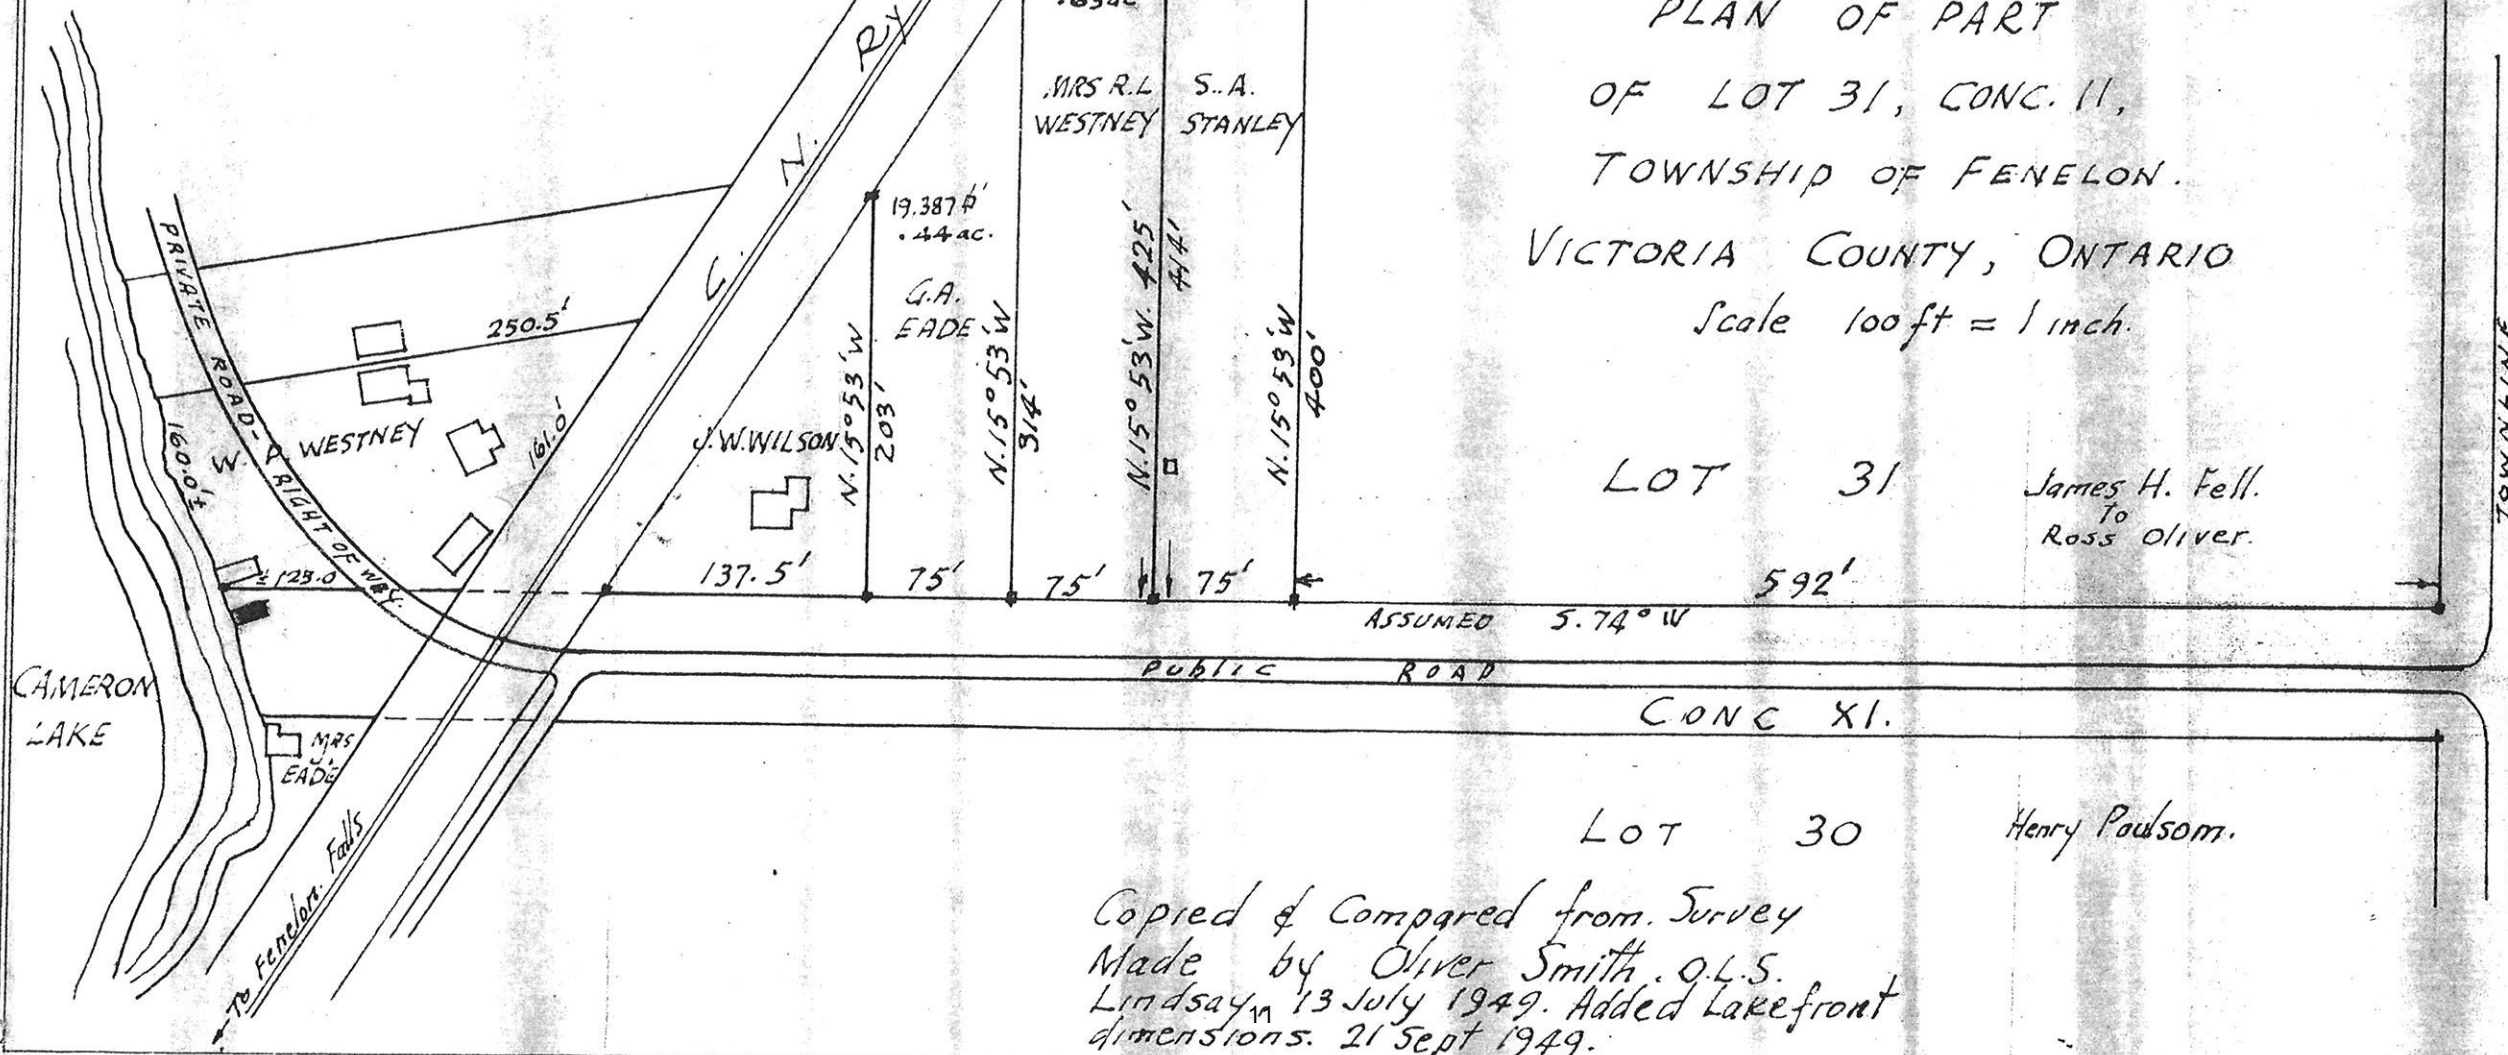 PLAN OF PART
OF LOT 31, CONC. 11,
TOWNSHIP OF FENELON.
VICTORIA COUNTY, ONTARIO
Scale 100 ft = 1 inch.
C. N. Ry
MRS R.L
WESTNEY
S.A.
STANLEY
19.387
.44 ac.
G.A.
EADE
PRIVATE ROAD - RIGHT OF WAY.
250.5'
160.0'±
W. P. WESTNEY
161.0'
J.W.WILSON
N.15°53'W
203'
N.15°53'W
314'
N.15°53'W. 425'
441'
N.15°53'W
400'
LOT 31
James H. Fell.
To
Ross Oliver.
± 123.0
137.5'
75'
75'
75'
592'
ASSUMED S.74° W
Public ROAD
CONC XI.
CAMERON
LAKE
MRS
J.
EADE
To Fenelon Falls
LOT 30
Henry Poulsom.
Copied & Compared from. Survey
Made by Oliver Smith. O.L.S.
Lindsay, 13 July 1949. Added Lakefront
dimensions. 21 Sept 1949.
11